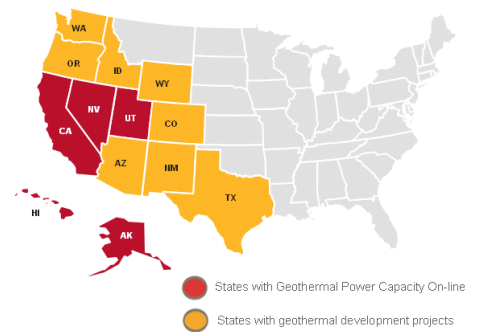 WA
OR
ID
WY
NV
UT
CO
CA
AZ
NM
TX
HI
AK
States with Geothermal Power Capacity On-line
States with geothermal development projects